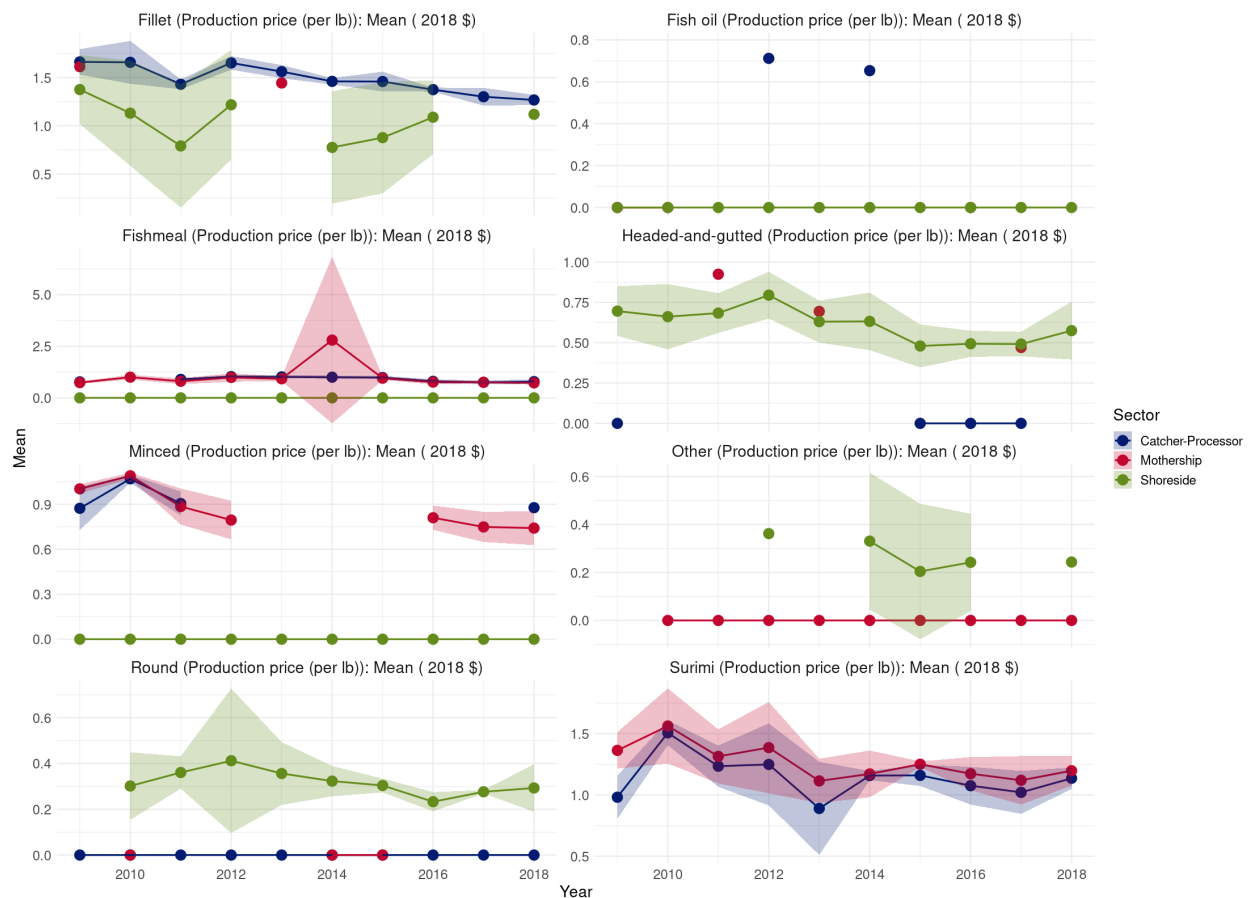 Fillet (Production price (per lb)): Mean ( 2018 $)
Fish oil (Production price (per lb)): Mean ( 2018 $)
1.5
1.0
0.5
0.8
0.6
0.4
0.2
0.0
Fishmeal (Production price (per lb)): Mean ( 2018 $)
Headed-and-gutted (Production price (per lb)): Mean ( 2018 $)
5.0
2.5
0.0
1.00
0.75
0.50
0.25
0.00
Mean
Minced (Production price (per lb)): Mean ( 2018 $)
Other (Production price (per lb)): Mean ( 2018 $)
0.9
0.6
0.3
0.0
0.6
0.4
0.2
0.0
Round (Production price (per lb)): Mean ( 2018 $)
Surimi (Production price (per lb)): Mean ( 2018 $)
0.6
0.4
0.2
0.0
1.5
1.0
0.5
2010 2012 2014 2016 2018
2010 2012 2014 2016 2018
Year
Sector
Catcher-Processor
Mothership
Shoreside